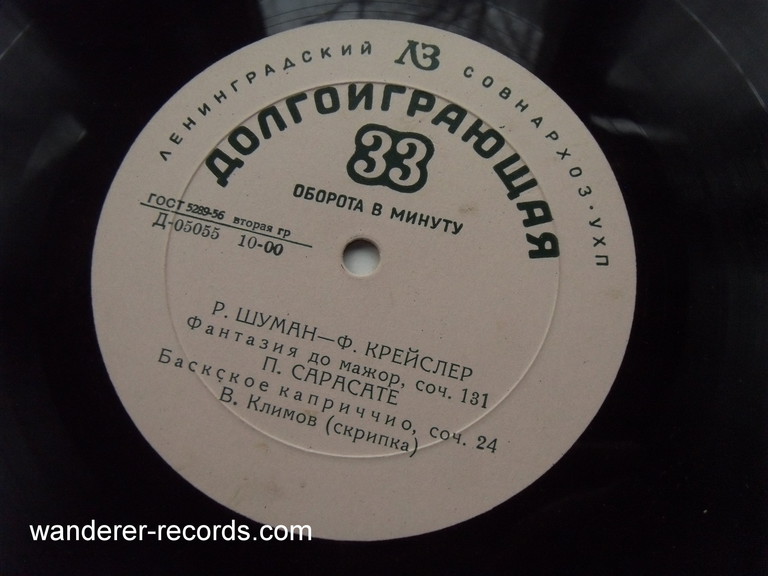 ЛЕНИНГРАДСКИЙ ЛЗ СОВНАРХОЗ·УХП
ДОЛГОИГРАЮЩАЯ
33
ОБОРОТА В МИНУТУ
ГОСТ 5289-56 вторая гр
Д-05055 10-00
Р. ШУМАН—Ф. КРЕЙСЛЕР
Фантазия до мажор, соч. 131
П. САРАСАТЕ
Баскское каприччио, соч. 24
В. Климов (скрипка)
wanderer-records.com